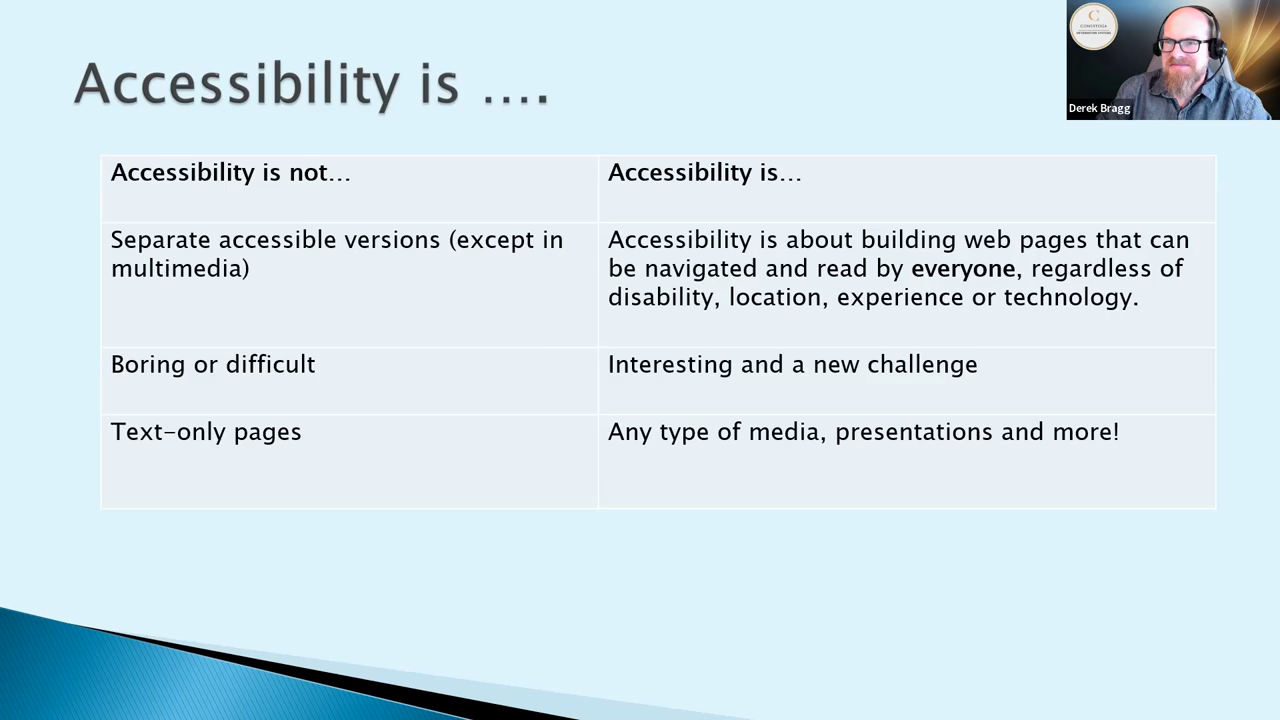 Accessibility is ….
C
CONESTOGA
Derek Bragg
Accessibility is not…
Accessibility is…
Separate accessible versions (except in
multimedia)
Accessibility is about building web pages that can
be navigated and read by everyone, regardless of
disability, location, experience or technology.
Boring or difficult
Interesting and a new challenge
Text-only pages
Any type of media, presentations and more!